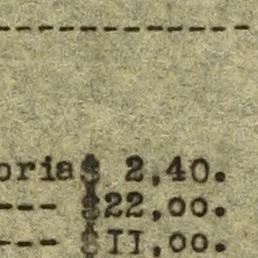 ------------
oria$ 2,40.
--- $22,oo.
--- $II,oo.